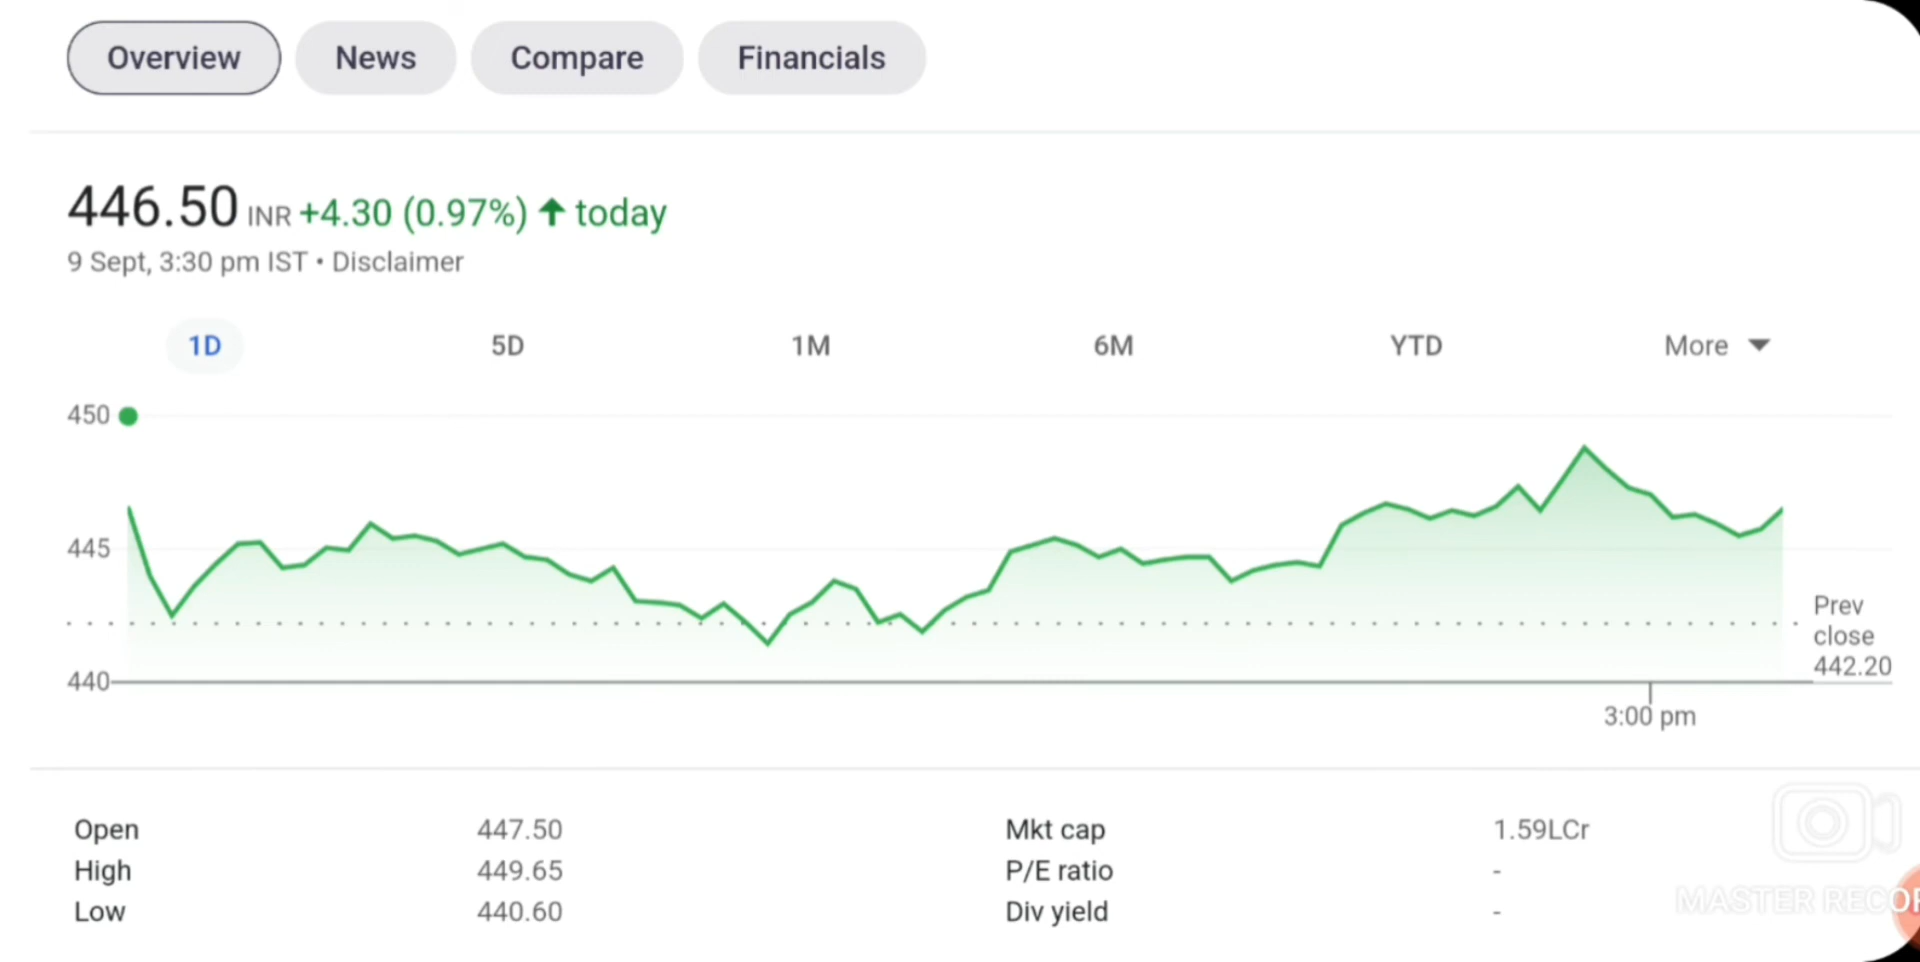 Overview News Compare Financials
446.50 INR +4.30 (0.97%) ↑ today
9 Sept, 3:30 pm IST • Disclaimer
1D 5D 1M 6M YTD More
450
445
440
Prev
close
442.20
3:00 pm
Open 447.50 Mkt cap 1.59LCr
High 449.65 P/E ratio -
Low 440.60 Div yield -
MASTER